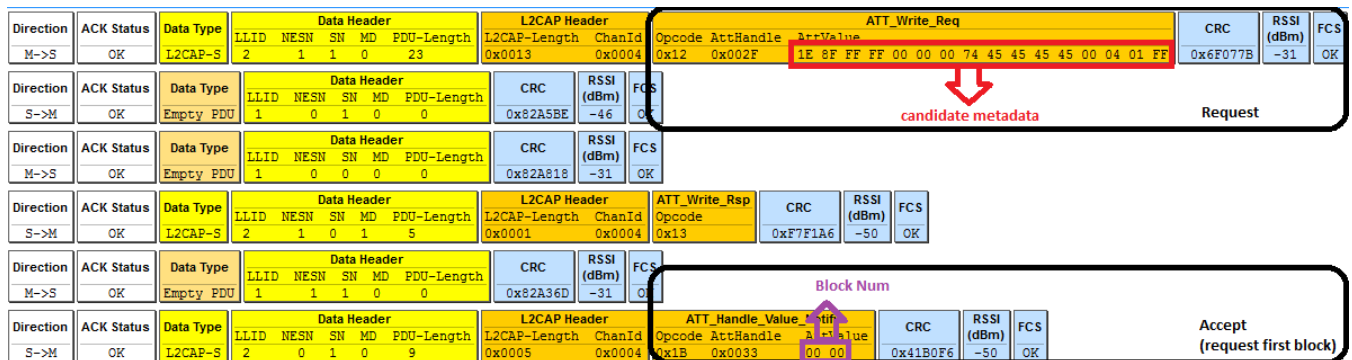 Direction ACK Status Data Type Data Header L2CAP Header ATT_Write_Req CRC RSSI (dBm) FCS
LLID NESN SN MD PDU-Length L2CAP-Length ChanId Opcode AttHandle AttValue
M->S OK L2CAP-S 2 1 1 0 23 0x0013 0x0004 0x12 0x002F 1E 8F FF FF 00 00 00 74 45 45 45 45 00 04 01 FF 0x6F077B -31 OK
Direction ACK Status Data Type Data Header CRC RSSI (dBm) FCS
LLID NESN SN MD PDU-Length
S->M OK Empty PDU 1 0 1 0 0 0x82A5BE -46 OK
candidate metadata Request
Direction ACK Status Data Type Data Header CRC RSSI (dBm) FCS
LLID NESN SN MD PDU-Length
M->S OK Empty PDU 1 0 0 0 0 0x82A818 -31 OK
Direction ACK Status Data Type Data Header L2CAP Header ATT_Write_Rsp CRC RSSI (dBm) FCS
LLID NESN SN MD PDU-Length L2CAP-Length ChanId Opcode
S->M OK L2CAP-S 2 1 0 1 5 0x0001 0x0004 0x13 0xF7F1A6 -50 OK
Direction ACK Status Data Type Data Header CRC RSSI (dBm) FCS
LLID NESN SN MD PDU-Length
M->S OK Empty PDU 1 1 1 0 0 0x82A36D -31 OK
Block Num
Direction ACK Status Data Type Data Header L2CAP Header ATT_Handle_Value_Notify CRC RSSI (dBm) FCS
LLID NESN SN MD PDU-Length L2CAP-Length ChanId Opcode AttHandle AttValue
S->M OK L2CAP-S 2 0 1 0 9 0x0005 0x0004 0x1B 0x0033 00 00 0x41B0F6 -50 OK
Accept
(request first block)